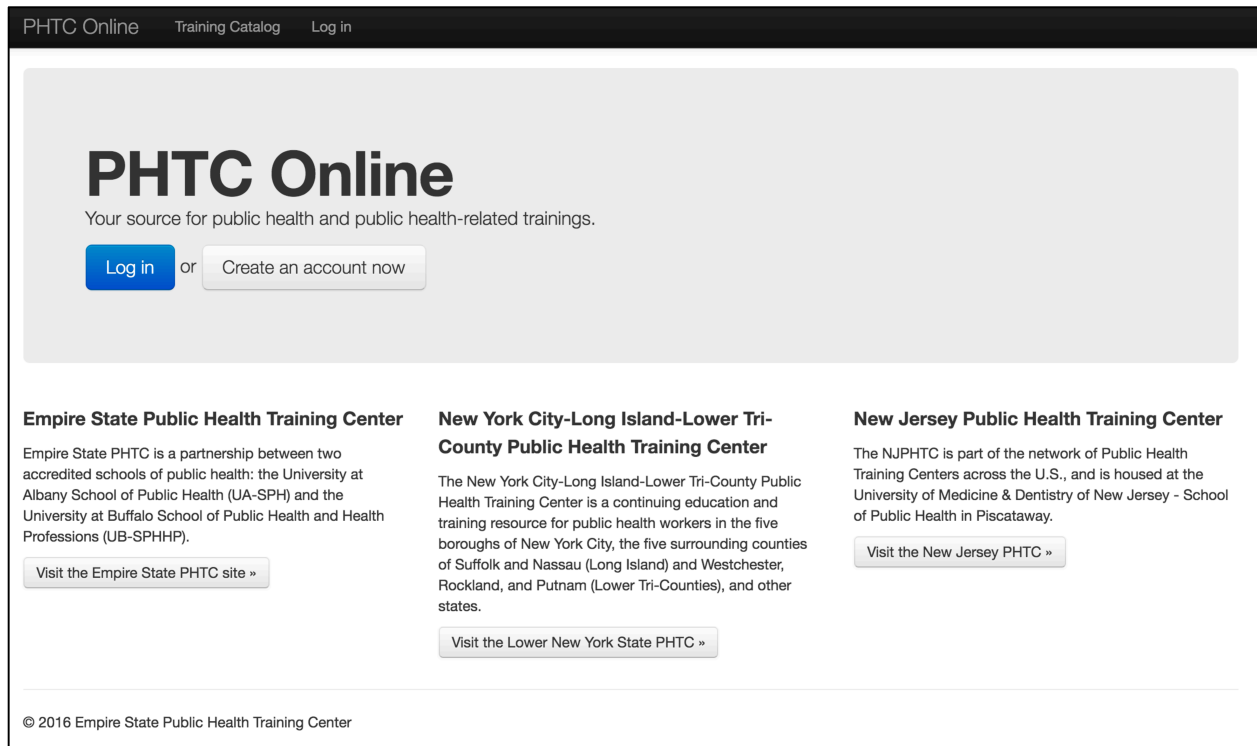 PHTC Online Training Catalog Log in
PHTC Online
Your source for public health and public health-related trainings.
Log in or Create an account now
Empire State Public Health Training Center
Empire State PHTC is a partnership between two
accredited schools of public health: the University at
Albany School of Public Health (UA-SPH) and the
University at Buffalo School of Public Health and Health
Professions (UB-SPHHP).
Visit the Empire State PHTC site »
New York City-Long Island-Lower Tri-
County Public Health Training Center
The New York City-Long Island-Lower Tri-County Public
Health Training Center is a continuing education and
training resource for public health workers in the five
boroughs of New York City, the five surrounding counties
of Suffolk and Nassau (Long Island) and Westchester,
Rockland, and Putnam (Lower Tri-Counties), and other
states.
Visit the Lower New York State PHTC »
New Jersey Public Health Training Center
The NJPHTC is part of the network of Public Health
Training Centers across the U.S., and is housed at the
University of Medicine & Dentistry of New Jersey - School
of Public Health in Piscataway.
Visit the New Jersey PHTC »
© 2016 Empire State Public Health Training Center